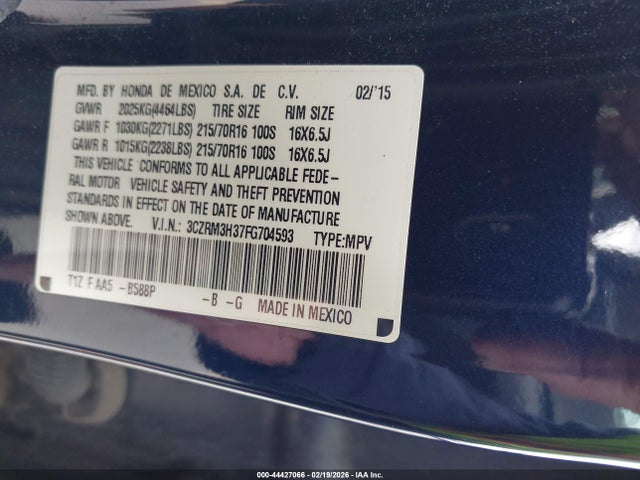 MFD. BY HONDA DE MEXICO S.A. DE C.V. 02/'15
GVWR 2025KG(4464LBS) TIRE SIZE RIM SIZE
GAWR F 1030KG(2271LBS) 215/70R16 100S 16X6.5J
GAWR R 1015KG(2238LBS) 215/70R16 100S 16X6.5J
THIS VEHICLE CONFORMS TO ALL APPLICABLE FEDE-
RAL MOTOR VEHICLE SAFETY AND THEFT PREVENTION
STANDARDS IN EFFECT ON THE DATE OF MANUFACTURE
SHOWN ABOVE. V.I.N.: 3CZRM3H37FG704593 TYPE:MPV
T1Z F AA5 -B588P -B -G MADE IN MEXICO
000-44427066 - 02/19/2026 - IAA Inc.